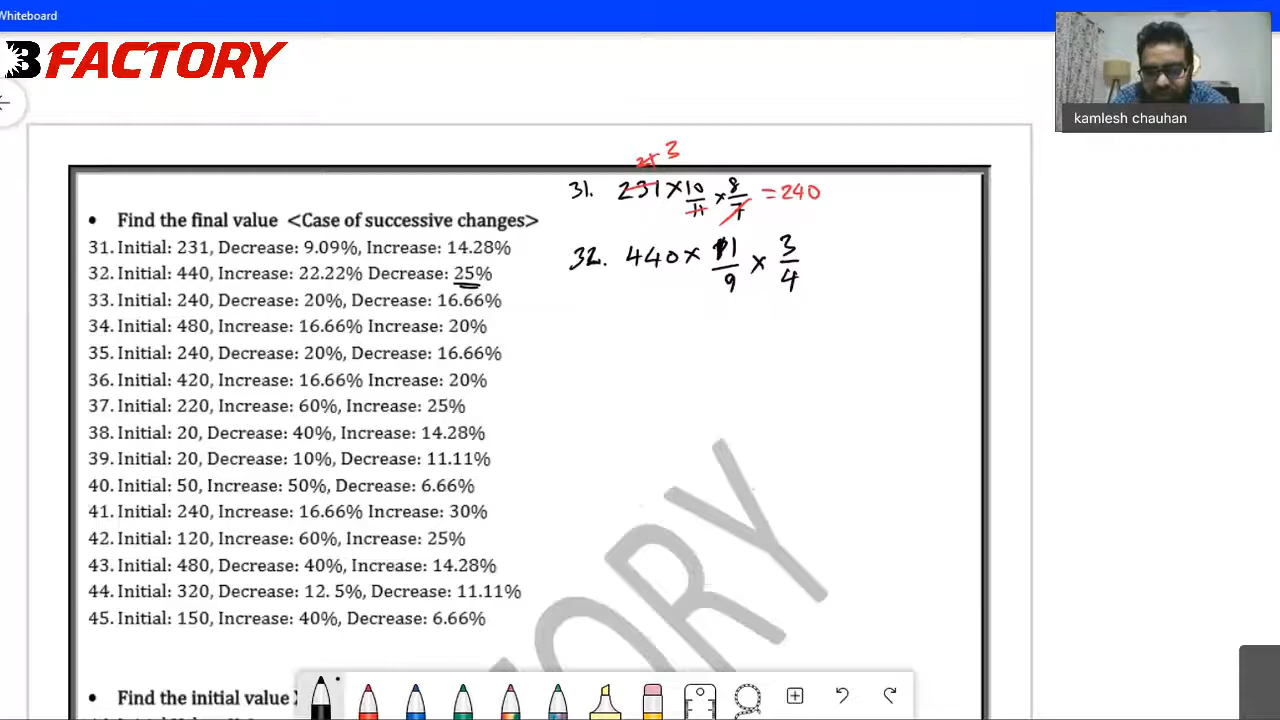 Whiteboard
3FACTORY
kamlesh chauhan
• Find the final value <Case of successive changes>
31. Initial: 231, Decrease: 9.09%, Increase: 14.28%
32. Initial: 440, Increase: 22.22% Decrease: 25%
33. Initial: 240, Decrease: 20%, Decrease: 16.66%
34. Initial: 480, Increase: 16.66% Increase: 20%
35. Initial: 240, Decrease: 20%, Decrease: 16.66%
36. Initial: 420, Increase: 16.66% Increase: 20%
37. Initial: 220, Increase: 60%, Increase: 25%
38. Initial: 20, Decrease: 40%, Increase: 14.28%
39. Initial: 20, Decrease: 10%, Decrease: 11.11%
40. Initial: 50, Increase: 50%, Decrease: 6.66%
41. Initial: 240, Increase: 16.66% Increase: 30%
42. Initial: 120, Increase: 60%, Increase: 25%
43. Initial: 480, Decrease: 40%, Increase: 14.28%
44. Initial: 320, Decrease: 12. 5%, Decrease: 11.11%
45. Initial: 150, Increase: 40%, Decrease: 6.66%
21 3
31. 231 × 10/11 × 8/7 = 240
32. 440 × 11/9 × 3/4
• Find the initial value
ORY